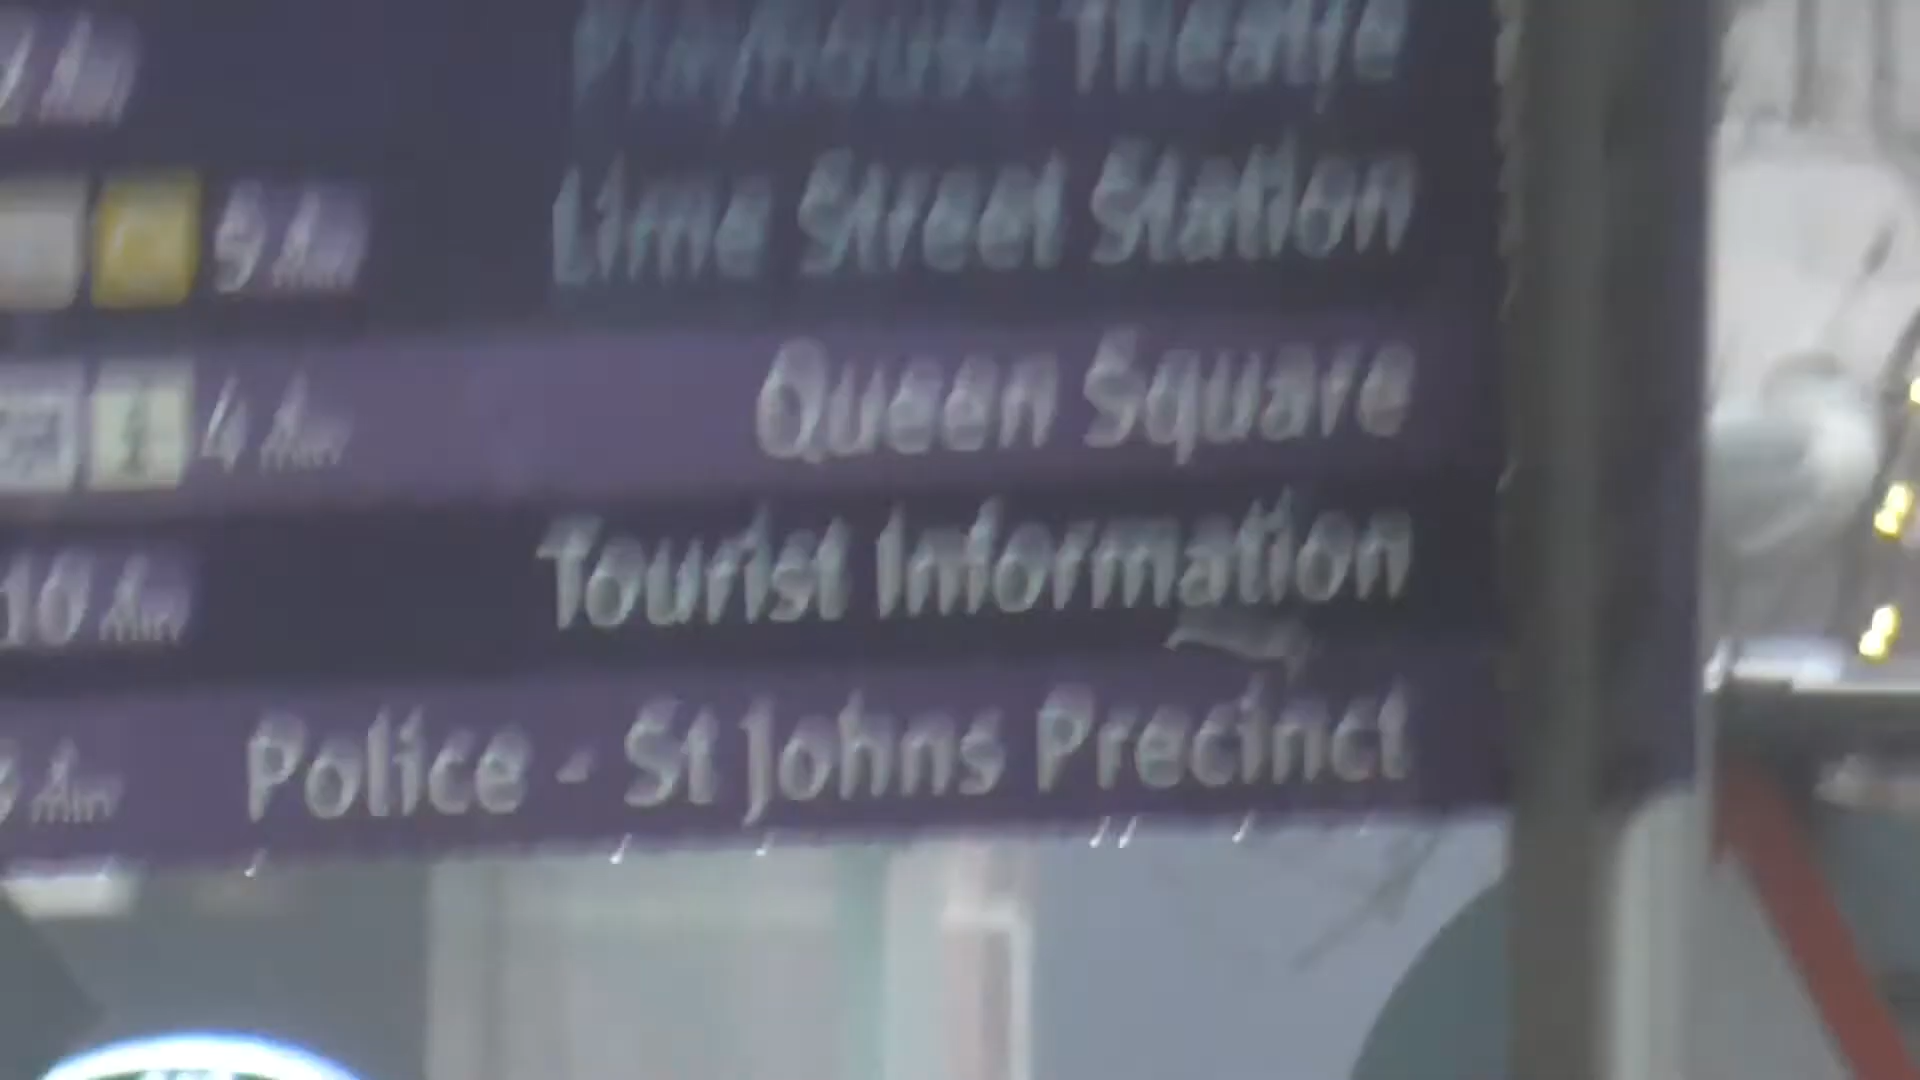 Min Playhouse Theatre
9 Min Lime Street Station
4 Min Queen Square
10 Min Tourist Information
Min Police - St Johns Precinct